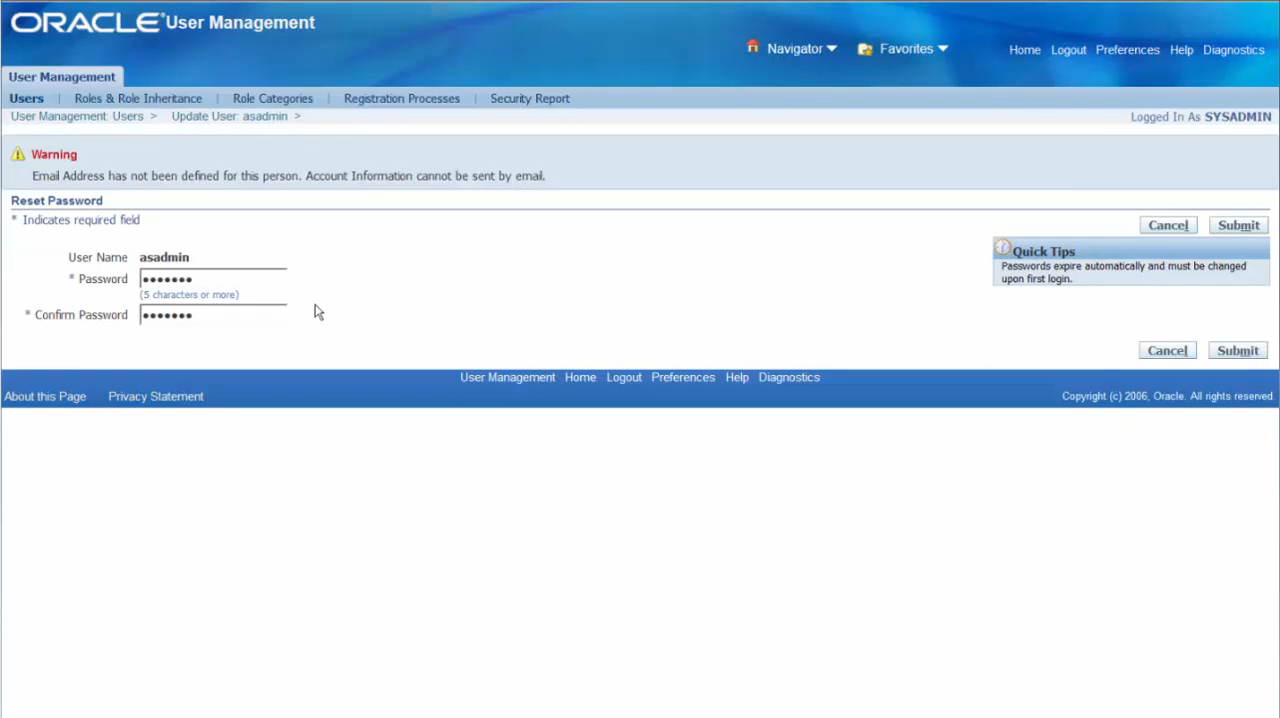 ORACLE® User Management
Navigator Favorites Home Logout Preferences Help Diagnostics
User Management
Users | Roles & Role Inheritance | Role Categories | Registration Processes | Security Report
User Management: Users > Update User: asadmin > Logged In As SYSADMIN
Warning
Email Address has not been defined for this person. Account Information cannot be sent by email.
Reset Password
* Indicates required field
Cancel Submit
User Name asadmin
* Password •••••••
(5 characters or more)
* Confirm Password •••••••
Quick Tips
Passwords expire automatically and must be changed
upon first login.
Cancel Submit
User Management Home Logout Preferences Help Diagnostics
About this Page Privacy Statement Copyright (c) 2006, Oracle. All rights reserved.